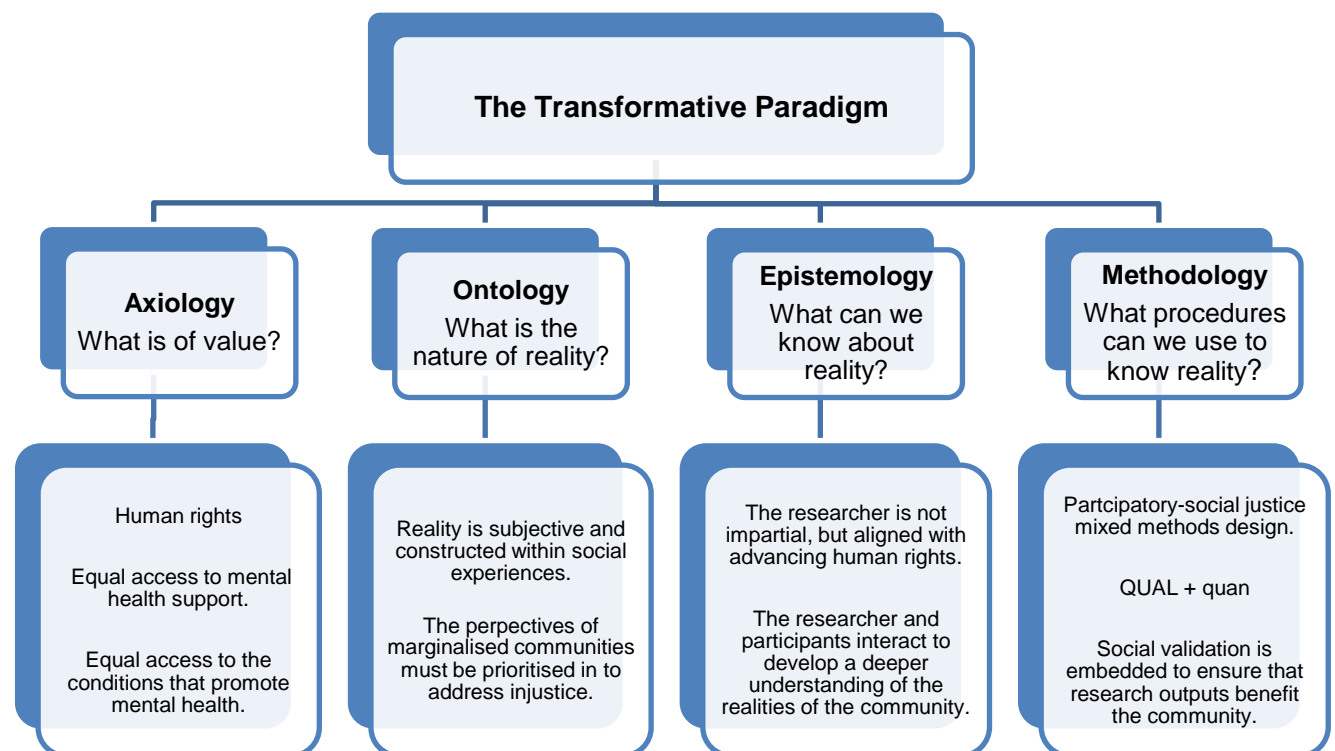 The Transformative Paradigm
Axiology
What is of value?
Ontology
What is the
nature of reality?
Epistemology
What can we
know about
reality?
Methodology
What procedures
can we use to
know reality?
Human rights
Equal access to mental
health support.
Equal access to the
conditions that promote
mental health.
Reality is subjective and
constructed within social
experiences.
The perpectives of
marginalised communities
must be prioritised in to
address injustice.
The researcher is not
impartial, but aligned with
advancing human rights.
The researcher and
participants interact to
develop a deeper
understanding of the
realities of the community.
Partcipatory-social justice
mixed methods design.
QUAL + quan
Social validation is
embedded to ensure that
research outputs benefit
the community.